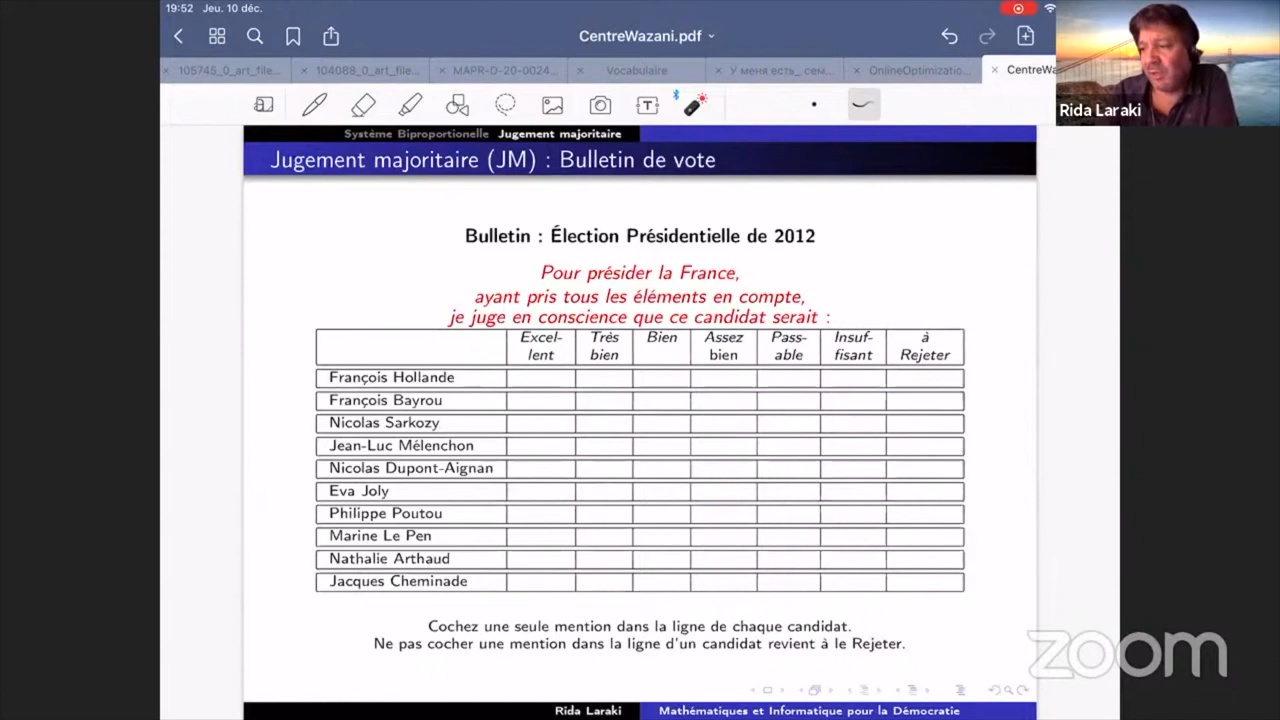 19:52 Jeu. 10 déc.
CentreWazani.pdf
105745_0_art_file...
104088_0_art_file...
MAPR-D-20-0024...
Vocabulaire
У меня есть_ сем...
OnlineOptimizatio...
CentreWa
Rida Laraki
Système Biproportionelle Jugement majoritaire
Jugement majoritaire (JM) : Bulletin de vote
Bulletin : Élection Présidentielle de 2012
Pour présider la France,
ayant pris tous les éléments en compte,
je juge en conscience que ce candidat serait :
Excel- Très Bien Assez Pass- Insuf- à
lent bien bien able fisant Rejeter
François Hollande
François Bayrou
Nicolas Sarkozy
Jean-Luc Mélenchon
Nicolas Dupont-Aignan
Eva Joly
Philippe Poutou
Marine Le Pen
Nathalie Arthaud
Jacques Cheminade
Cochez une seule mention dans la ligne de chaque candidat.
Ne pas cocher une mention dans la ligne d'un candidat revient à le Rejeter.
zoom
Rida Laraki Mathématiques et Informatique pour la Démocratie